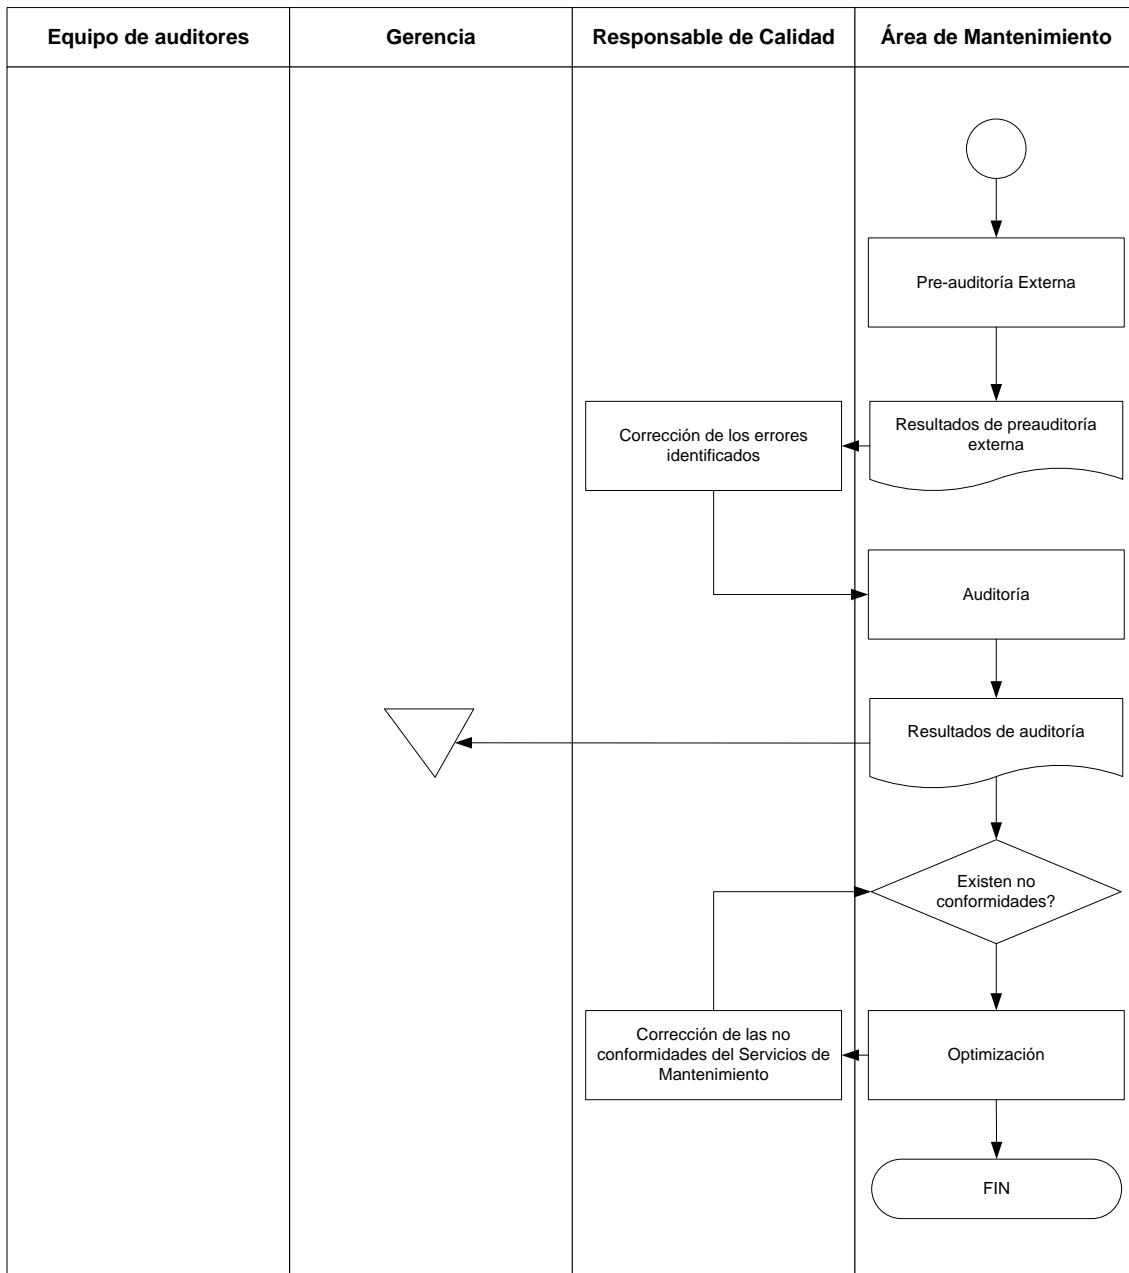 Equipo de auditores
Gerencia
Responsable de Calidad
Área de Mantenimiento
Pre-auditoría Externa
Corrección de los errores
identificados
Resultados de preauditoría
externa
Auditoría
Resultados de auditoría
Existen no
conformidades?
Corrección de las no
conformidades del Servicios de
Mantenimiento
Optimización
FIN